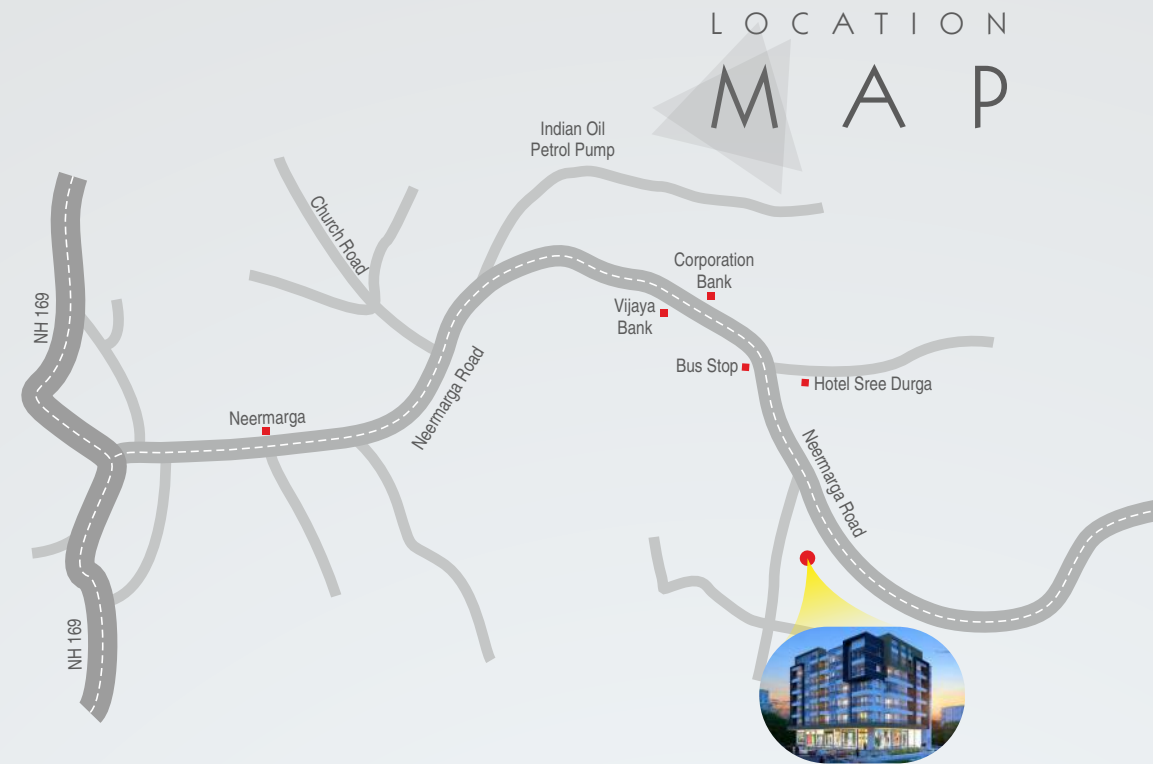 LOCATION
MAP
Indian Oil
Petrol Pump
Church Road
Corporation
Bank
Vijaya
Bank
NH 169
Bus Stop
Hotel Sree Durga
Neermarga
Neermarga Road
Neermarga Road
NH 169